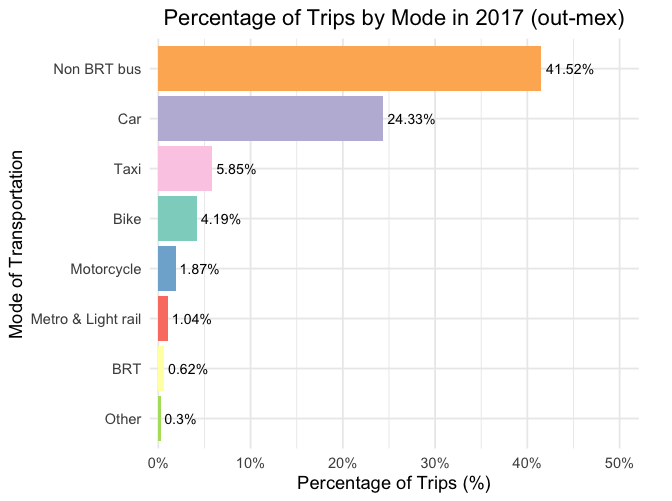 Percentage of Trips by Mode in 2017 (out-mex)
Mode of Transportation
Non BRT bus 41.52%
Car 24.33%
Taxi 5.85%
Bike 4.19%
Motorcycle 1.87%
Metro & Light rail 1.04%
BRT 0.62%
Other 0.3%
0% 10% 20% 30% 40% 50%
Percentage of Trips (%)